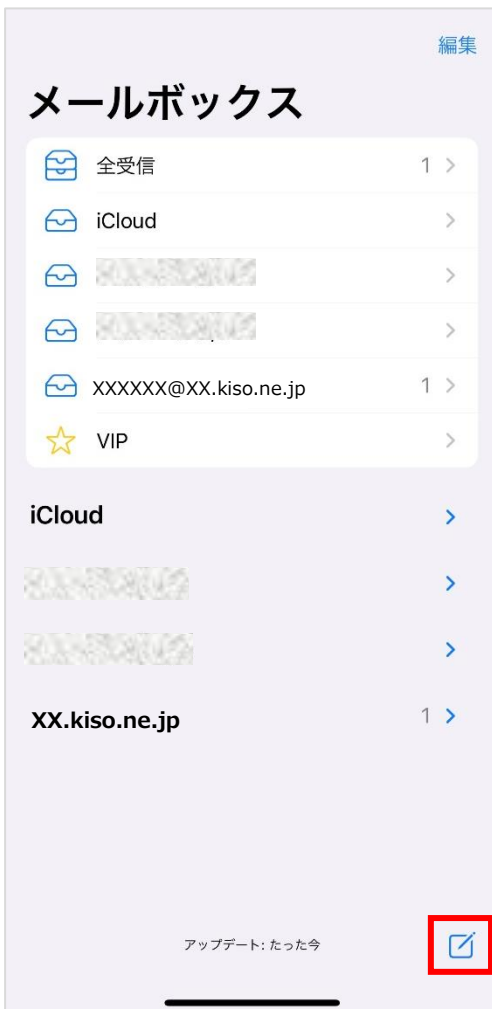 編集
メールボックス
全受信 1
iCloud
XXXXXX@XX.kiso.ne.jp 1
VIP
iCloud
XX.kiso.ne.jp 1
アップデート: たった今